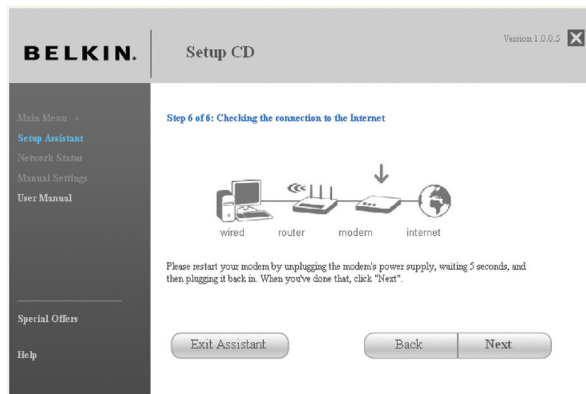 BELKIN.
Setup CD
Version 1.0.0.5
Main Menu >
Setup Assistant
Network Status
Manual Settings
User Manual
Special Offers
Help
Step 6 of 6: Checking the connection to the Internet
wired router modem internet
Please restart your modem by unplugging the modem's power supply, waiting 5 seconds, and
then plugging it back in. When you've done that, click "Next".
Exit Assistant
Back
Next